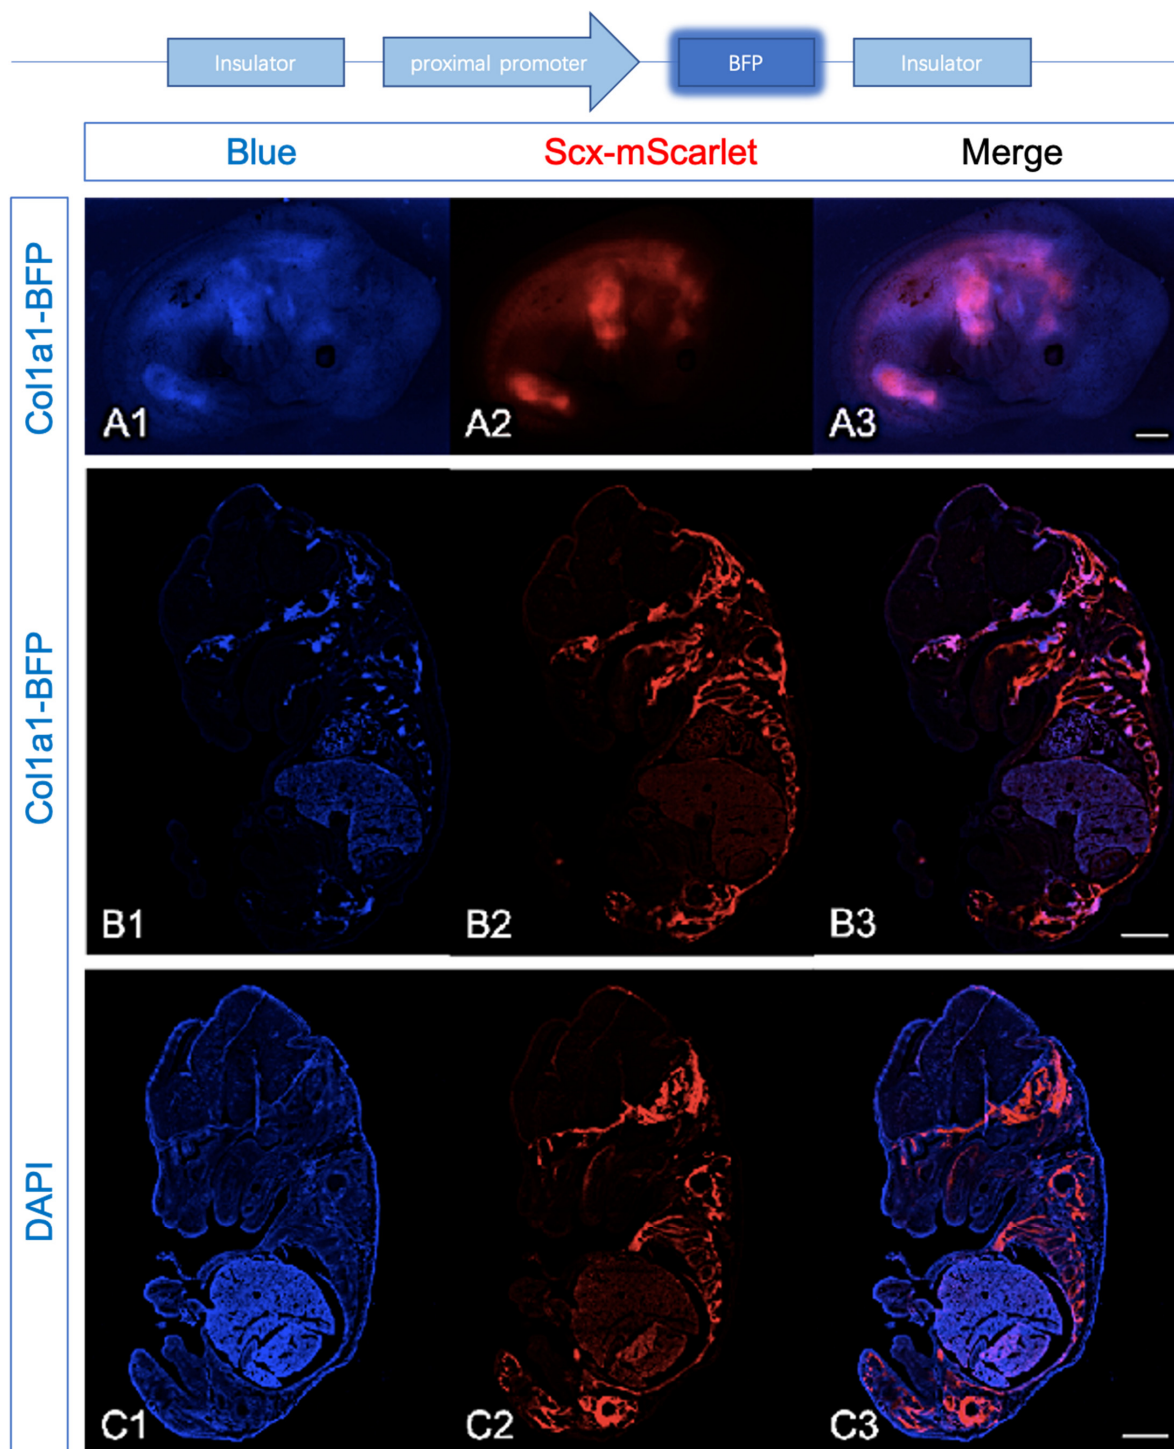 Insulator proximal promoter BFP Insulator
Blue Scx-mScarlet Merge
Col1a1-BFP
A1 A2 A3
Col1a1-BFP
B1 B2 B3
DAPI
C1 C2 C3